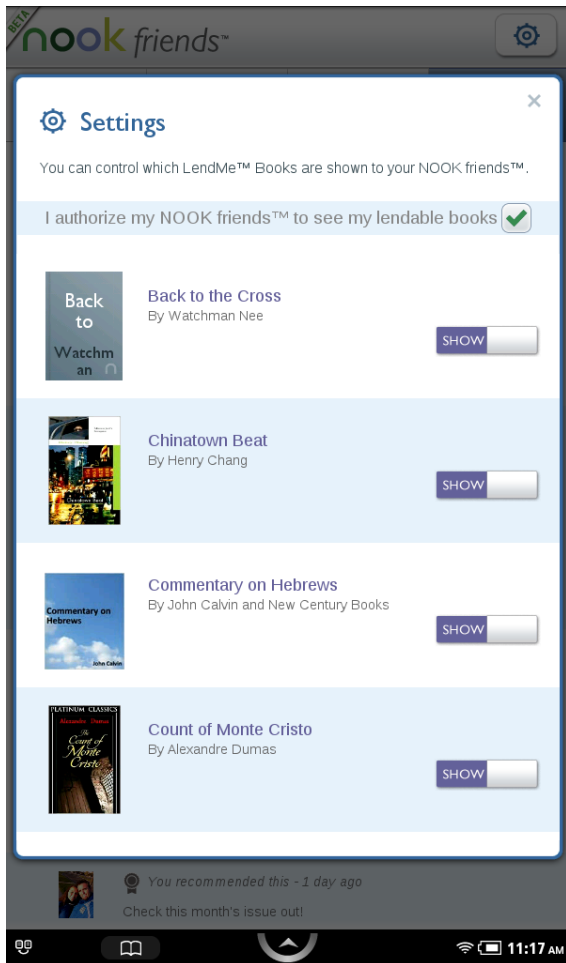 BETA
nook friends™
Settings
You can control which LendMe™ Books are shown to your NOOK friends™.
I authorize my NOOK friends™ to see my lendable books
Back
to
Watchm
an
Back to the Cross
By Watchman Nee
SHOW
Chinatown Beat
Chinatown Beat
By Henry Chang
SHOW
Commentary on
Hebrews
John Calvin
Commentary on Hebrews
By John Calvin and New Century Books
SHOW
PLATINUM CLASSICS
Alexandre Dumas
The
Count of
Monte
Cristo
Count of Monte Cristo
By Alexandre Dumas
SHOW
You recommended this - 1 day ago
Check this month's issue out!
11:17 AM